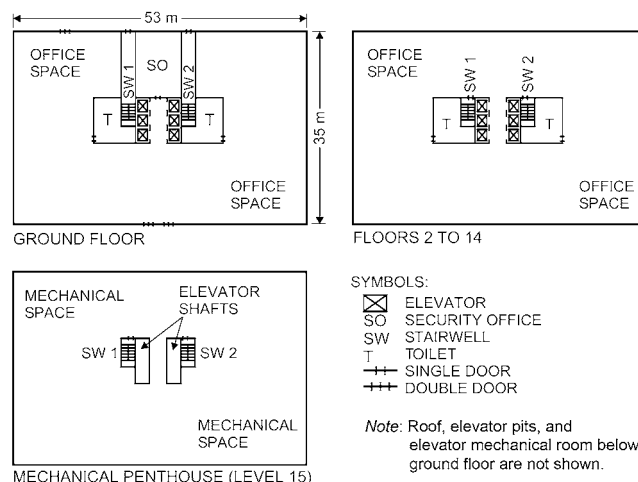 53 m
OFFICE
SPACE
SW 1
SO
SW 2
T
T
35 m
OFFICE
SPACE
GROUND FLOOR
OFFICE
SPACE
SW 1
SW 2
T
T
OFFICE
SPACE
FLOORS 2 TO 14
MECHANICAL
SPACE
ELEVATOR
SHAFTS
SW 1
SW 2
MECHANICAL
SPACE
MECHANICAL PENTHOUSE (LEVEL 15)
SYMBOLS:
ELEVATOR
SO SECURITY OFFICE
SW STAIRWELL
T TOILET
SINGLE DOOR
DOUBLE DOOR
Note: Roof, elevator pits, and
elevator mechanical room below
ground floor are not shown.